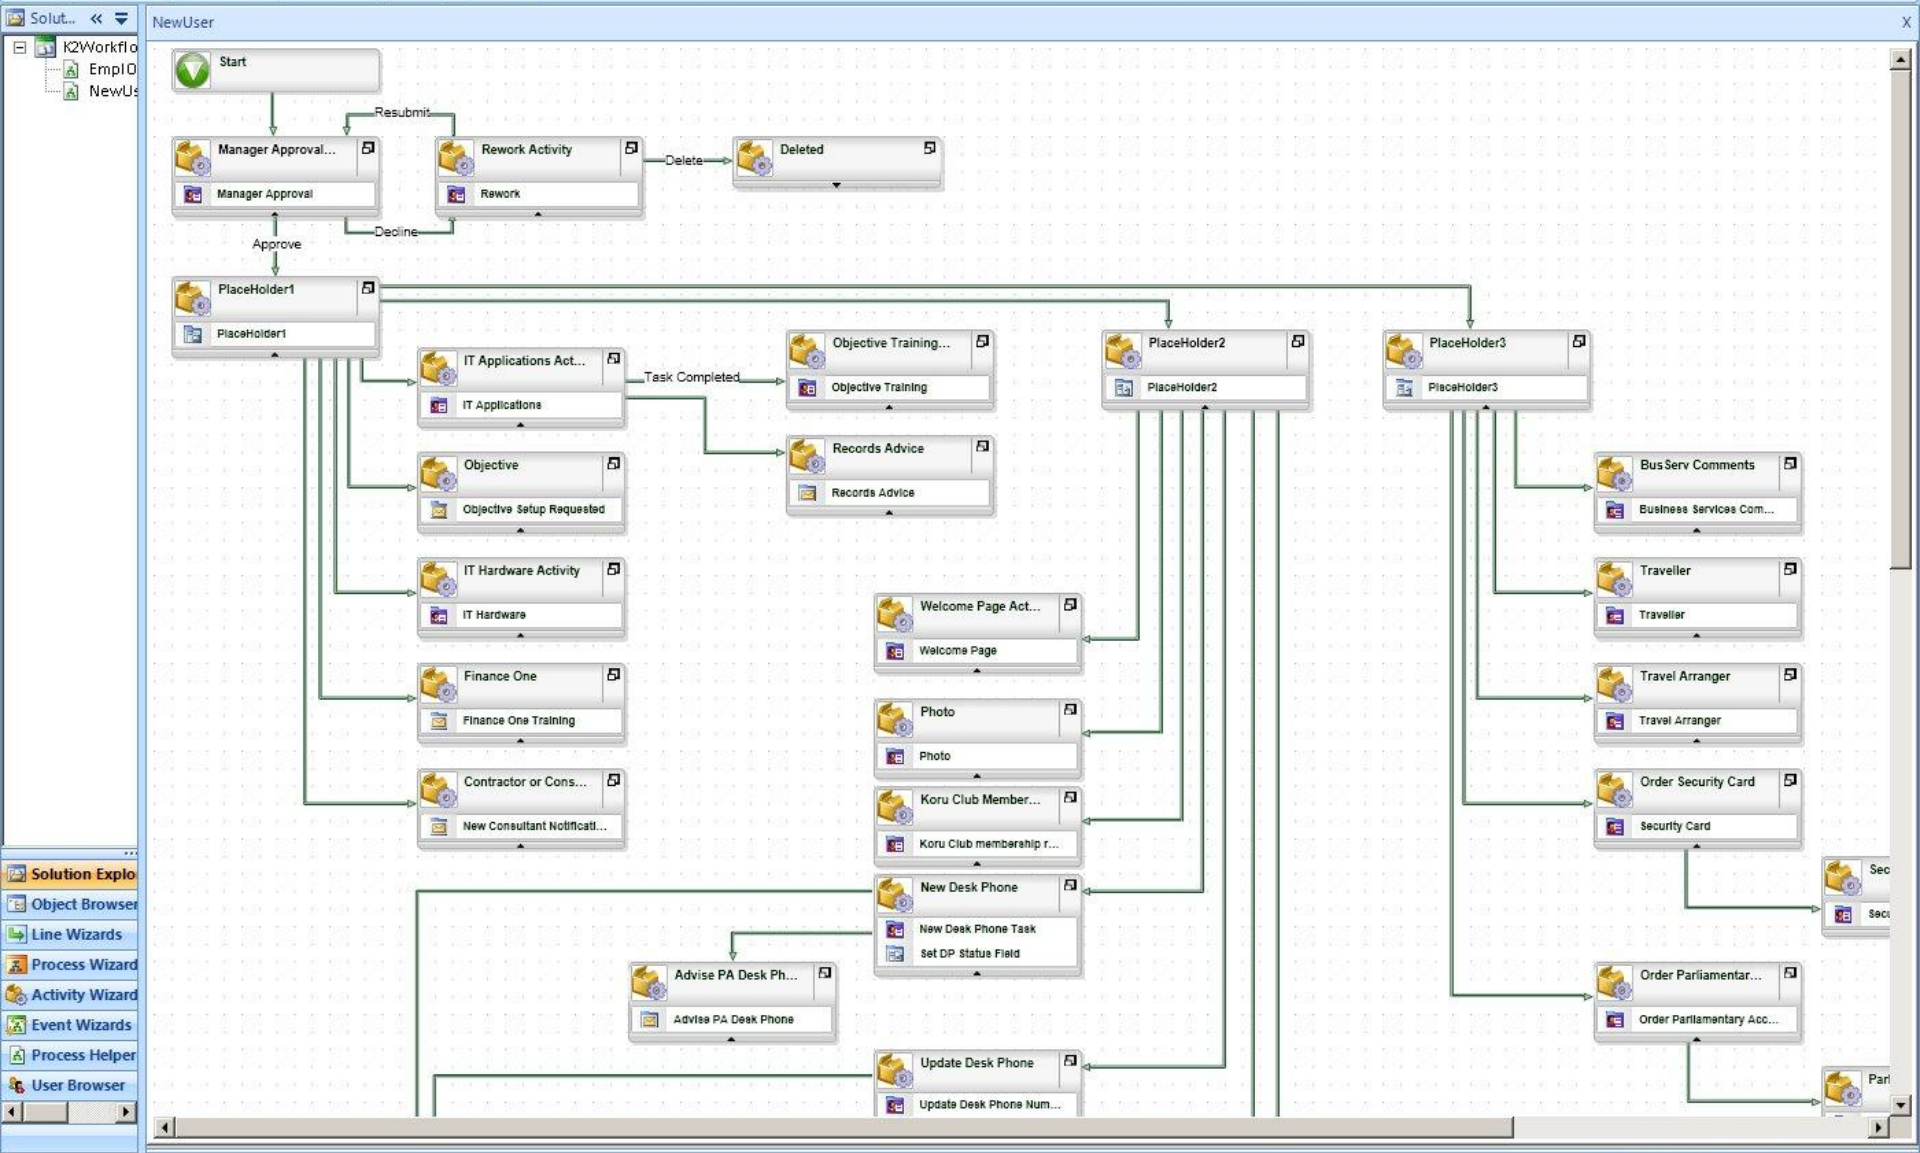 Solut...
K2Workflo
EmplO
NewUs
Solution Explo
Object Browser
Line Wizards
Process Wizard
Activity Wizard
Event Wizards
Process Helper
User Browser
NewUser
X
Start
Resubmit
Manager Approval...
Manager Approval
Rework Activity
Rework
Delete
Deleted
Decline
Approve
PlaceHolder1
PlaceHolder1
IT Applications Act...
IT Applications
Task Completed
Objective Training...
Objective Training
Records Advice
Records Advice
Objective
Objective Setup Requested
IT Hardware Activity
IT Hardware
Finance One
Finance One Training
Contractor or Cons...
New Consultant Notificati...
PlaceHolder2
PlaceHolder2
Welcome Page Act...
Welcome Page
Photo
Photo
Koru Club Member...
Koru Club membership r...
New Desk Phone
New Desk Phone Task
Set DP Status Field
Advise PA Desk Ph...
Advise PA Desk Phone
Update Desk Phone
Update Desk Phone Num...
PlaceHolder3
PlaceHolder3
BusServ Comments
Business Services Com...
Traveller
Traveller
Travel Arranger
Travel Arranger
Order Security Card
Security Card
Sec
Secu
Order Parliamentar...
Order Parliamentary Acc...
Parl